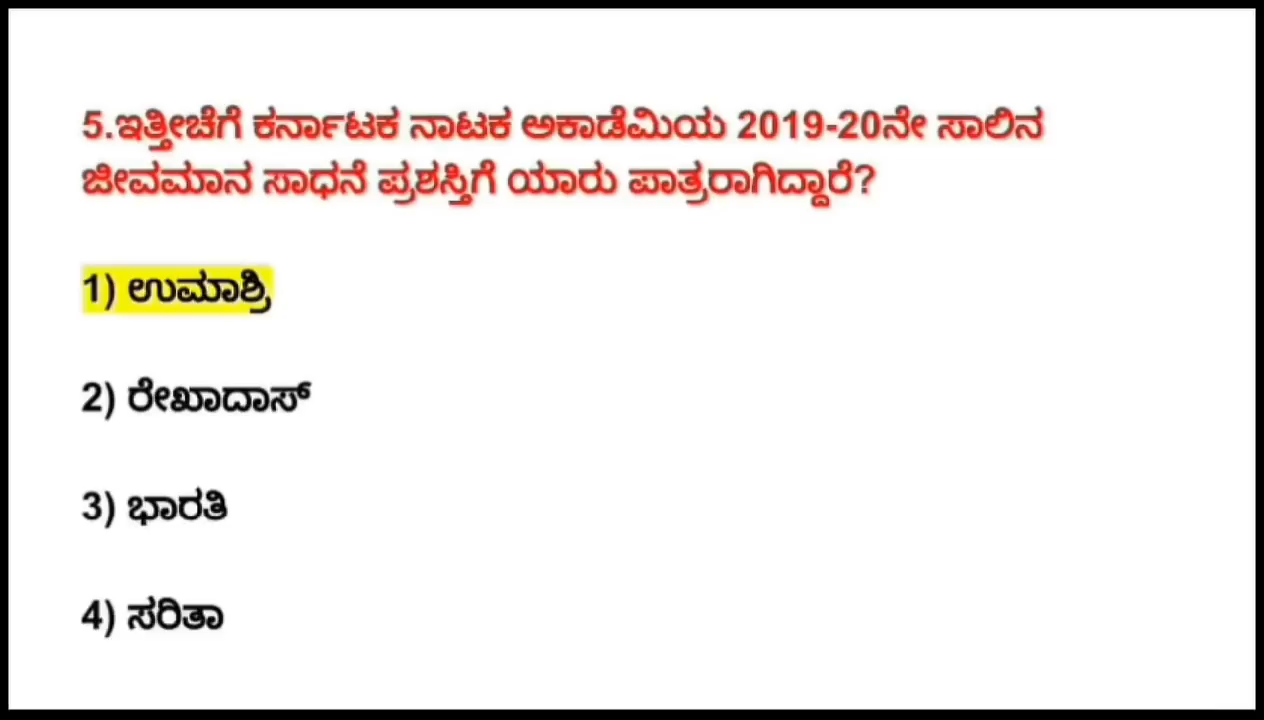 5.ಇತ್ತೀಚೆಗೆ ಕರ್ನಾಟಕ ನಾಟಕ ಅಕಾಡೆಮಿಯ 2019-20ನೇ ಸಾಲಿನ
ಜೀವಮಾನ ಸಾಧನೆ ಪ್ರಶಸ್ತಿಗೆ ಯಾರು ಪಾತ್ರರಾಗಿದ್ದಾರೆ?
1) ಉಮಾಶ್ರಿ
2) ರೇಖಾದಾಸ್
3) ಭಾರತಿ
4) ಸರಿತಾ